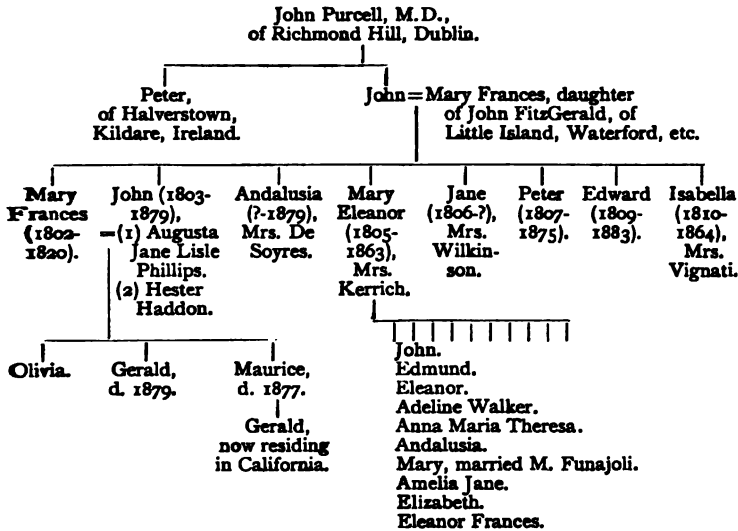 John Purcell, M.D.,
of Richmond Hill, Dublin.
Peter,
of Halverstown,
Kildare, Ireland.
John=Mary Frances, daughter
of John FitzGerald, of
Little Island, Waterford, etc.
Mary
Frances
(1802-
1820).
John (1803-
1879),
=(1) Augusta
Jane Lisle
Phillips.
(2) Hester
Haddon.
Andalusia
(?-1879),
Mrs. De
Soyres.
Mary
Eleanor
(1805-
1863),
Mrs.
Kerrich.
Jane
(1806-?),
Mrs.
Wilkin-
son.
Peter
(1807-
1875).
Edward
(1809-
1883).
Isabella
(1810-
1864),
Mrs.
Vignati.
Olivia.
Gerald,
d. 1879.
Maurice,
d. 1877.
Gerald,
now residing
in California.
John.
Edmund.
Eleanor.
Adeline Walker.
Anna Maria Theresa.
Andalusia.
Mary, married M. Funajoli.
Amelia Jane.
Elizabeth.
Eleanor Frances.